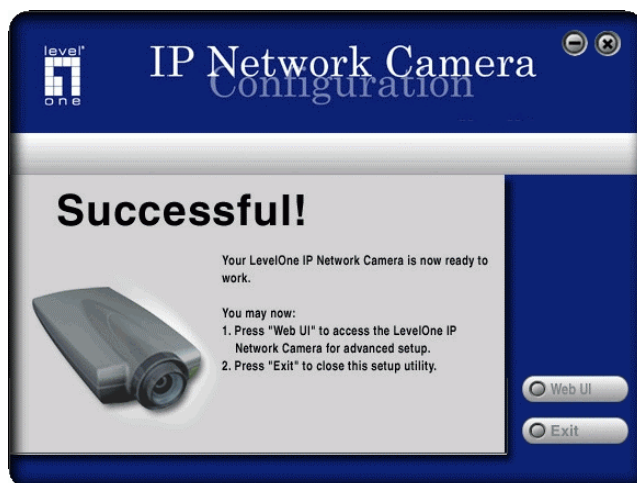 level
one
IP Network Camera
Configuration
Successful!
Your LevelOne IP Network Camera is now ready to
work.
You may now:
1. Press "Web UI" to access the LevelOne IP
Network Camera for advanced setup.
2. Press "Exit" to close this setup utility.
Web UI
Exit